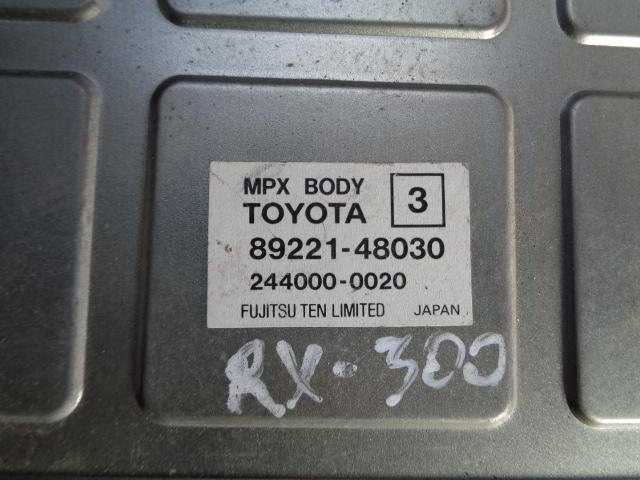 MPX BODY
TOYOTA 3
89221-48030
244000-0020
FUJITSU TEN LIMITED JAPAN
RX-300